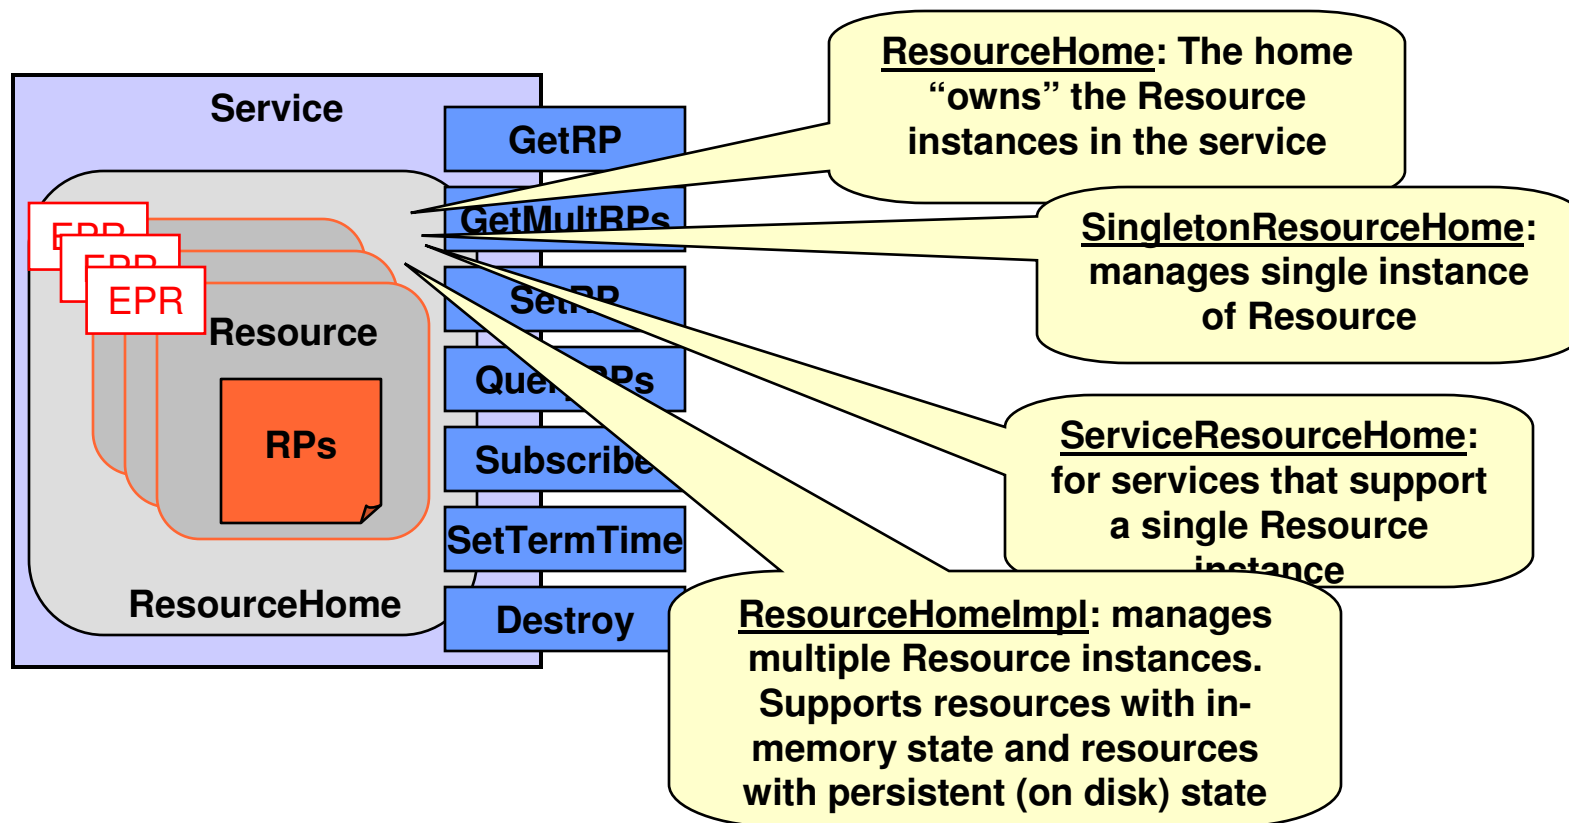 Service
GetRP
GetMultRPs
SetRP
QueryRPs
Subscribe
SetTermTime
Destroy
EPR
EPR
EPR
Resource
RPs
ResourceHome
ResourceHome: The home
“owns” the Resource
instances in the service
SingletonResourceHome:
manages single instance
of Resource
ServiceResourceHome:
for services that support
a single Resource
instance
ResourceHomeImpl: manages
multiple Resource instances.
Supports resources with in-
memory state and resources
with persistent (on disk) state